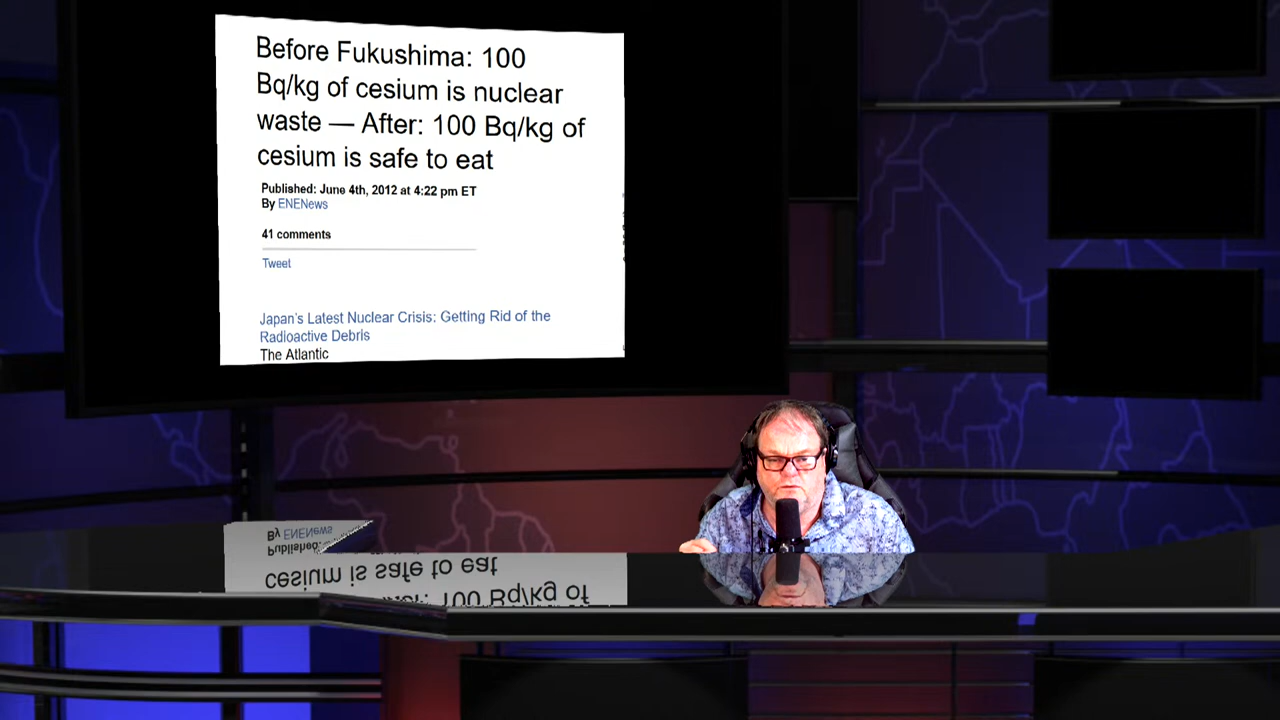 Before Fukushima: 100
Bq/kg of cesium is nuclear
waste — After: 100 Bq/kg of
cesium is safe to eat
Published: June 4th, 2012 at 4:22 pm ET
By ENENews
41 comments
Tweet
Japan's Latest Nuclear Crisis: Getting Rid of the
Radioactive Debris
The Atlantic